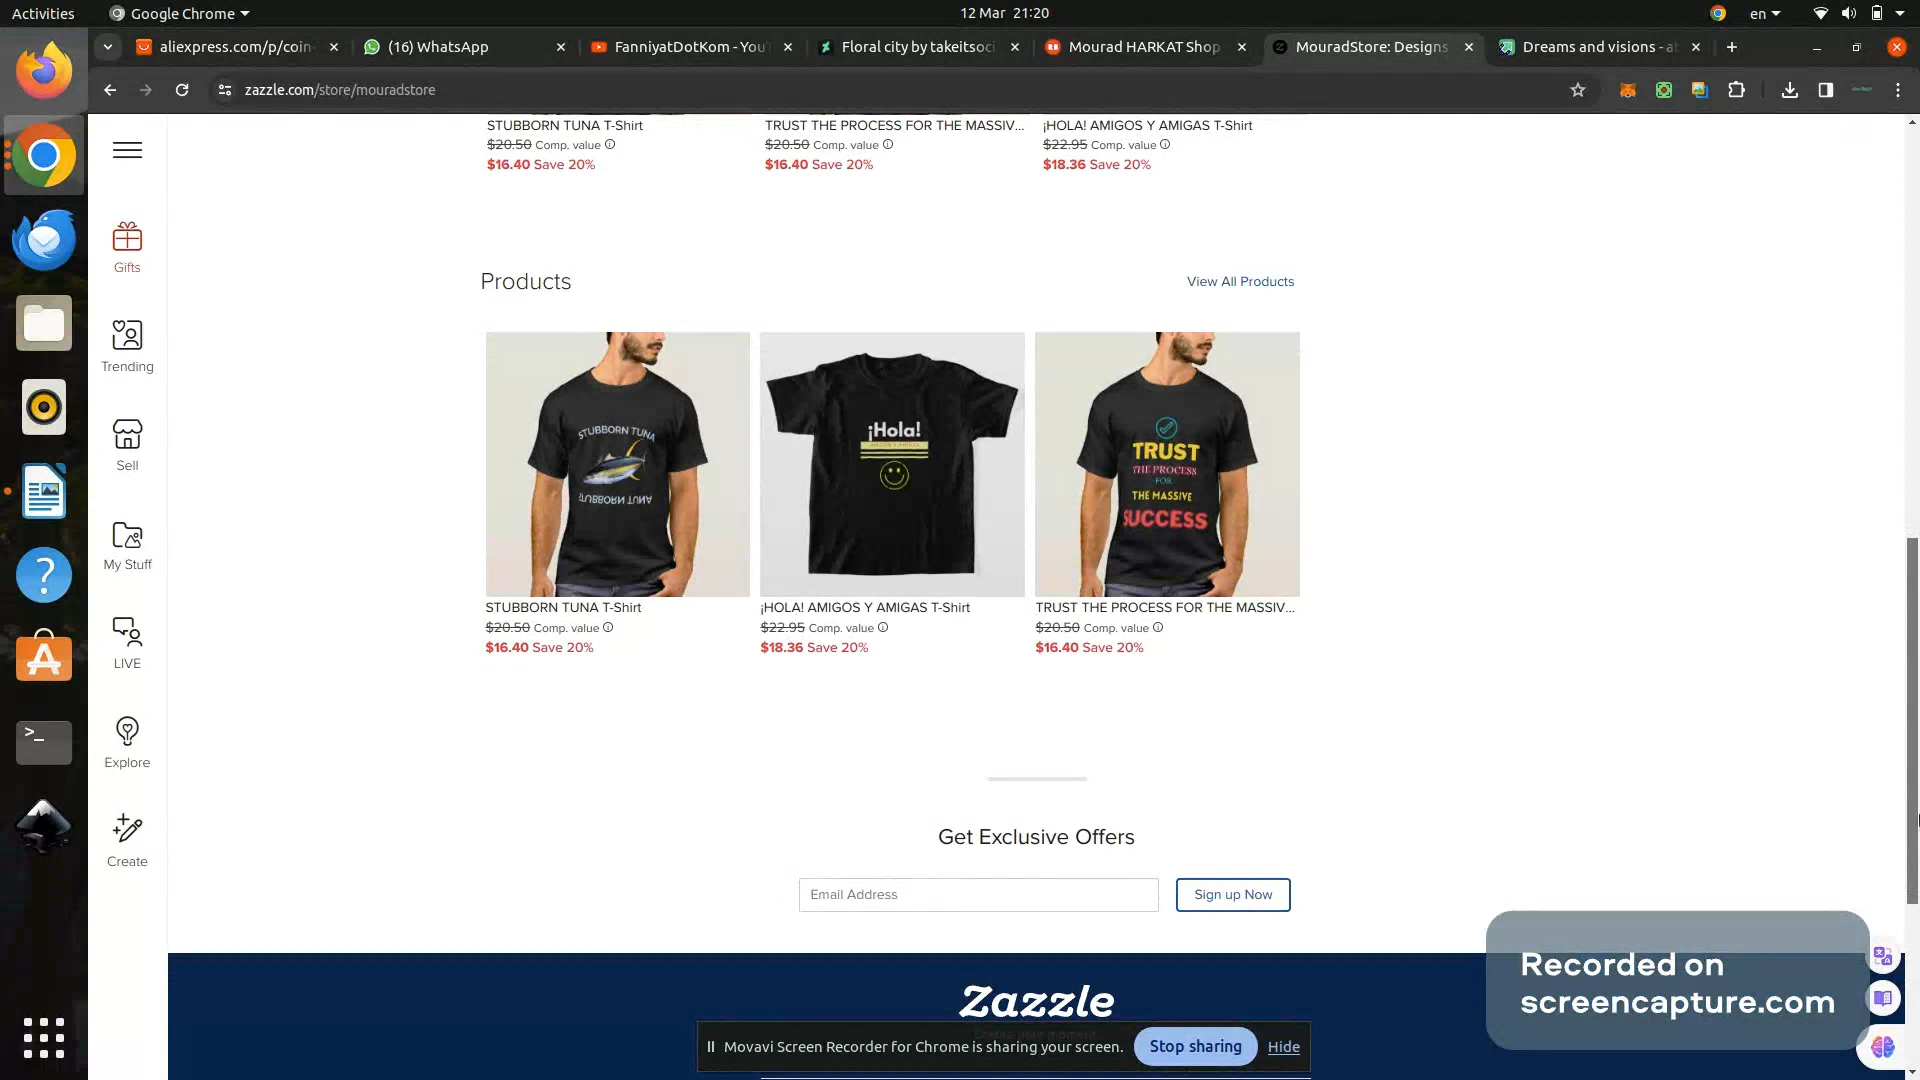 Activities
Google Chrome
12 Mar 21:20
en
aliexpress.com/p/coin
(16) WhatsApp
FanniyatDotKom - You
Floral city by takeitsoci
Mourad HARKAT Shop
MouradStore: Designs
Dreams and visions - a
zazzle.com/store/mouradstore
STUBBORN TUNA T-Shirt
$20.50 Comp. value
$16.40 Save 20%
TRUST THE PROCESS FOR THE MASSIV...
$20.50 Comp. value
$16.40 Save 20%
¡HOLA! AMIGOS Y AMIGAS T-Shirt
$22.95 Comp. value
$18.36 Save 20%
Gifts
Trending
Sell
My Stuff
LIVE
Explore
Create
Products
View All Products
STUBBORN TUNA
STUBBORN TUNA
¡Hola!
AMIGOS Y AMIGAS
TRUST
THE PROCESS
FOR
THE MASSIVE
SUCCESS
STUBBORN TUNA T-Shirt
$20.50 Comp. value
$16.40 Save 20%
¡HOLA! AMIGOS Y AMIGAS T-Shirt
$22.95 Comp. value
$18.36 Save 20%
TRUST THE PROCESS FOR THE MASSIV...
$20.50 Comp. value
$16.40 Save 20%
Get Exclusive Offers
Email Address
Sign up Now
Zazzle
Movavi Screen Recorder for Chrome is sharing your screen.
Stop sharing
Hide
Recorded on
screencapture.com